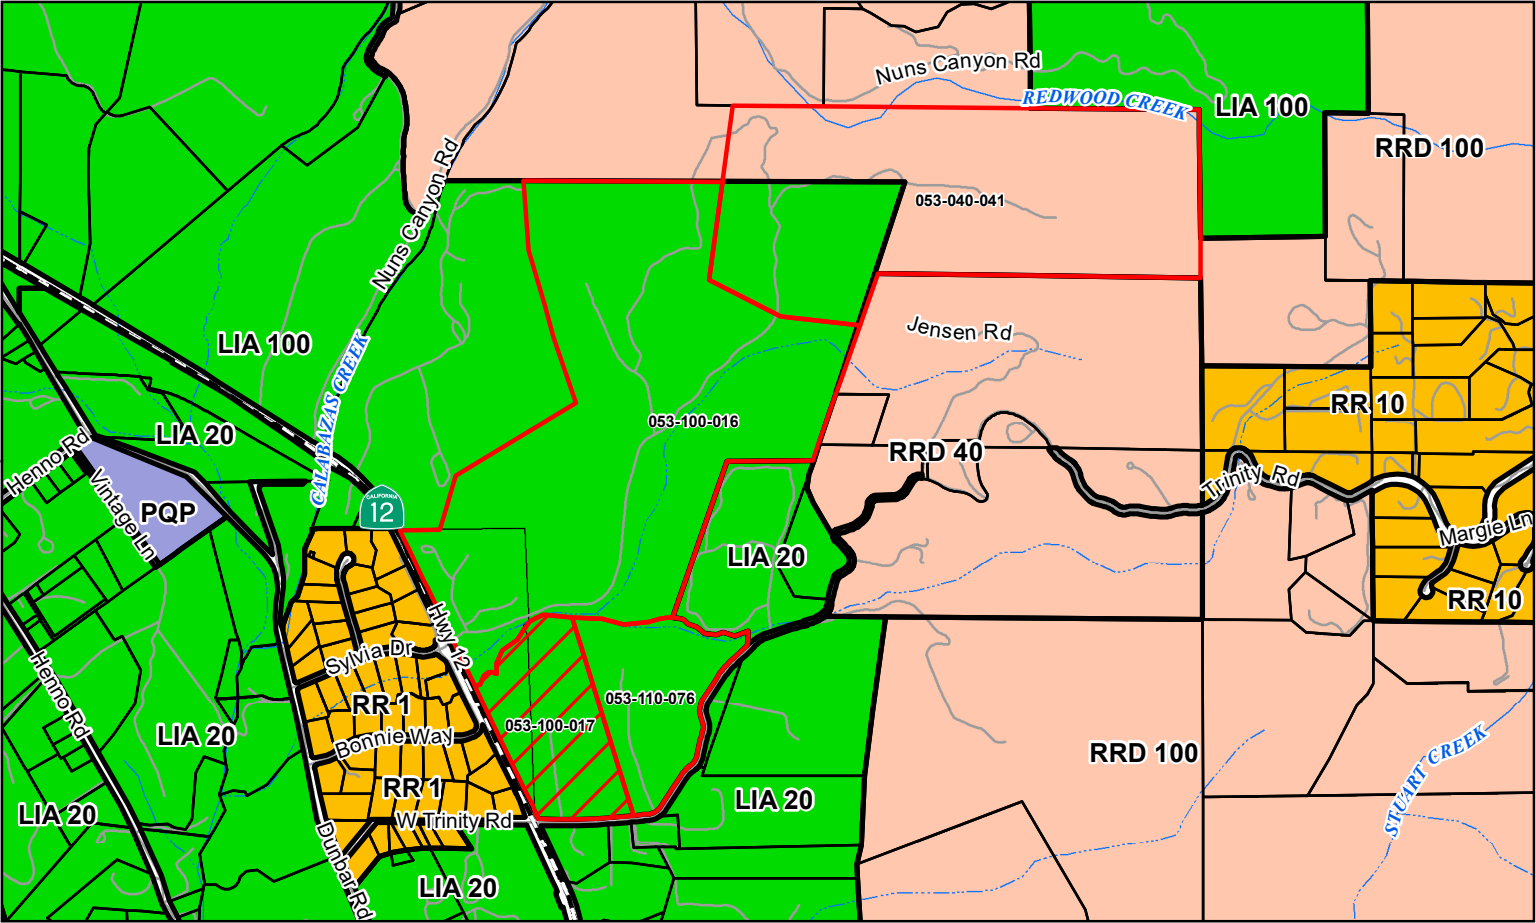 Nuns Canyon Rd
REDWOOD CREEK
LIA 100
RRD 100
Nuns Canyon Rd
053-040-041
LIA 100
Jensen Rd
CALABAZAS CREEK
RR 10
053-100-016
LIA 20
RRD 40
Henno Rd
Trinity Rd
Vintage Ln
PQP
CALIFORNIA
12
Margie Ln
LIA 20
RR 10
Hwy 12
Sylvia Dr
Henno Rd
053-110-076
RR 1
053-100-017
LIA 20
Bonnie Way
RRD 100
STUART CREEK
RR 1
LIA 20
LIA 20
W Trinity Rd
Dunbar Rd
LIA 20